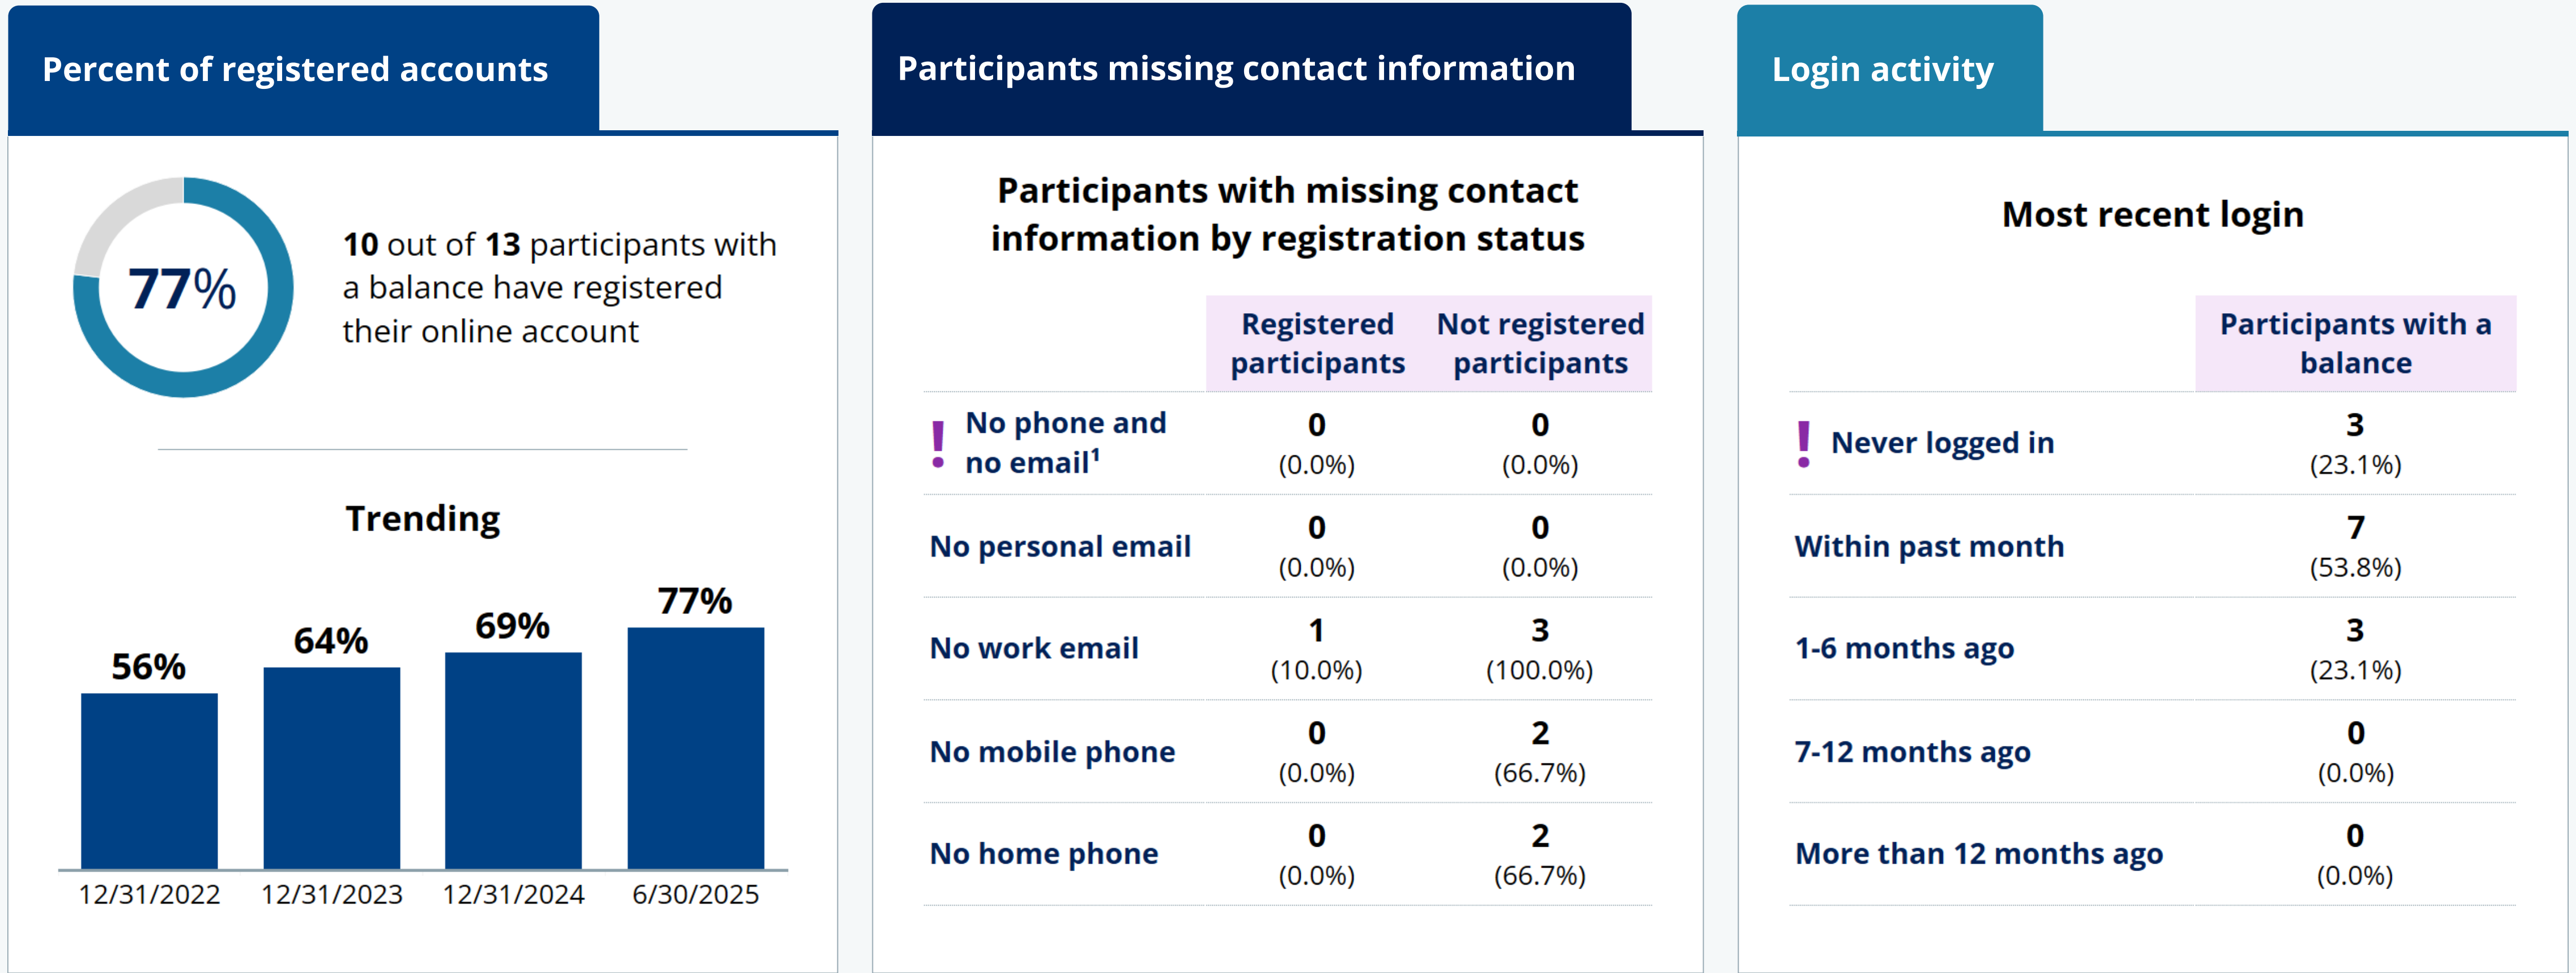 Percent of registered accounts
77%
10 out of 13 participants with
a balance have registered
their online account
Trending
56%
64%
69%
77%
12/31/2022
12/31/2023
12/31/2024
6/30/2025
Participants missing contact information
Participants with missing contact
information by registration status
Registered
participants
Not registered
participants
! No phone and
no email¹
0
(0.0%)
0
(0.0%)
No personal email
0
(0.0%)
0
(0.0%)
No work email
1
(10.0%)
3
(100.0%)
No mobile phone
0
(0.0%)
2
(66.7%)
No home phone
0
(0.0%)
2
(66.7%)
Login activity
Most recent login
Participants with a
balance
! Never logged in
3
(23.1%)
Within past month
7
(53.8%)
1-6 months ago
3
(23.1%)
7-12 months ago
0
(0.0%)
More than 12 months ago
0
(0.0%)